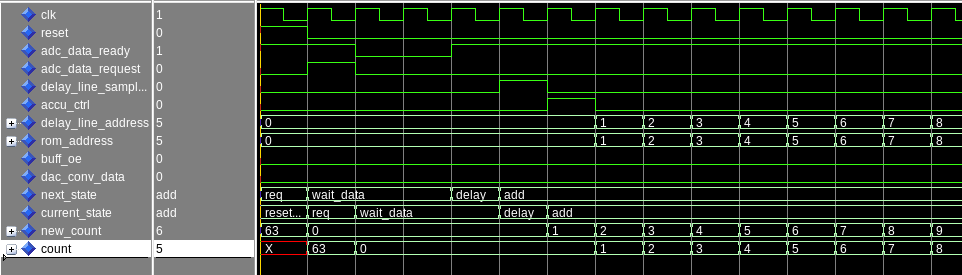 clk 1
reset 0
adc_data_ready 1
adc_data_request 0
delay_line_sampl... 0
accu_ctrl 0
delay_line_address 5 0 1 2 3 4 5 6 7 8
rom_address 5 0 1 2 3 4 5 6 7 8
buff_oe 0
dac_conv_data 0
next_state add req wait_data delay add
current_state add reset... req wait_data delay add
new_count 6 63 0 1 2 3 4 5 6 7 8 9
count 5 X 63 0 1 2 3 4 5 6 7 8